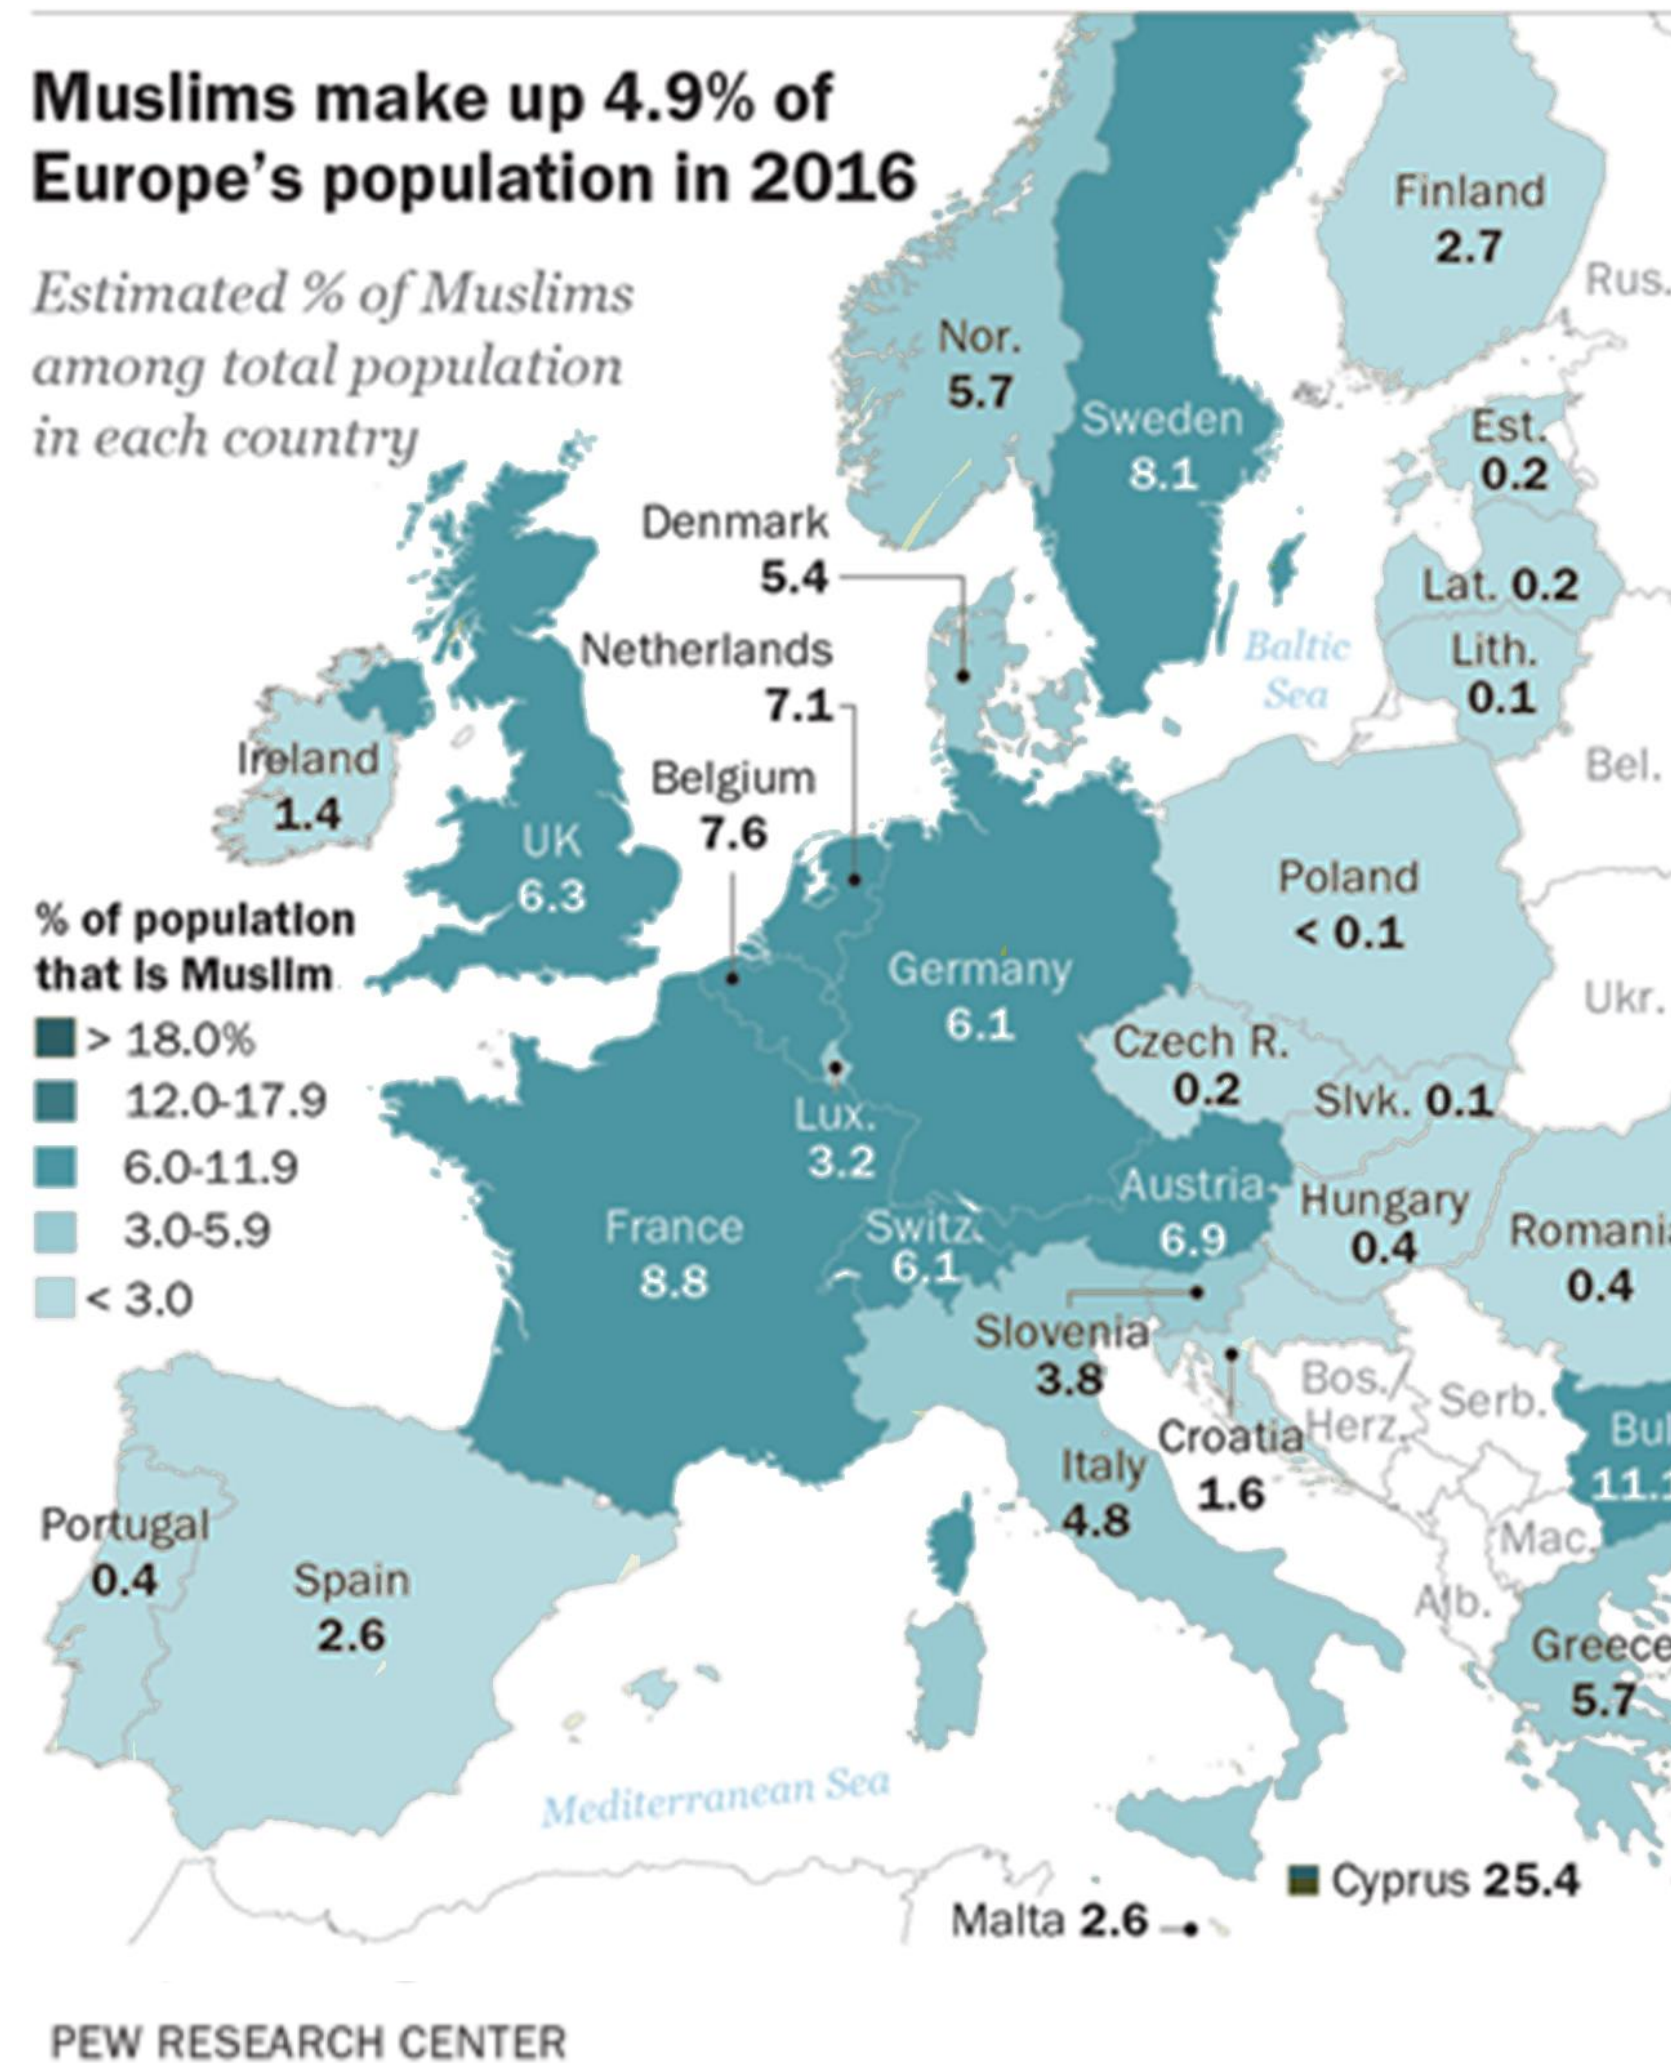 Muslims make up 4.9% of
Europe's population in 2016
Estimated % of Muslims
among total population
in each country
Finland
2.7
Rus.
Nor.
5.7
Sweden
8.1
Est.
0.2
Denmark
5.4
Lat. 0.2
Netherlands
7.1
Baltic
Sea
Lith.
0.1
Ireland
1.4
Belgium
7.6
Bel.
UK
6.3
Poland
< 0.1
% of population
that is Muslim
> 18.0%
12.0-17.9
6.0-11.9
3.0-5.9
< 3.0
Germany
6.1
Ukr.
Czech R.
0.2
Slvk. 0.1
Lux.
3.2
Austria
6.9
Hungary
0.4
Romani
0.4
France
8.8
Switz.
6.1
Slovenia
3.8
Croatia
1.6
Bos./
Herz.
Serb.
Bul
11.1
Italy
4.8
Mac.
Alb.
Portugal
0.4
Spain
2.6
Greece
5.7
Mediterranean Sea
Cyprus 25.4
Malta 2.6
PEW RESEARCH CENTER